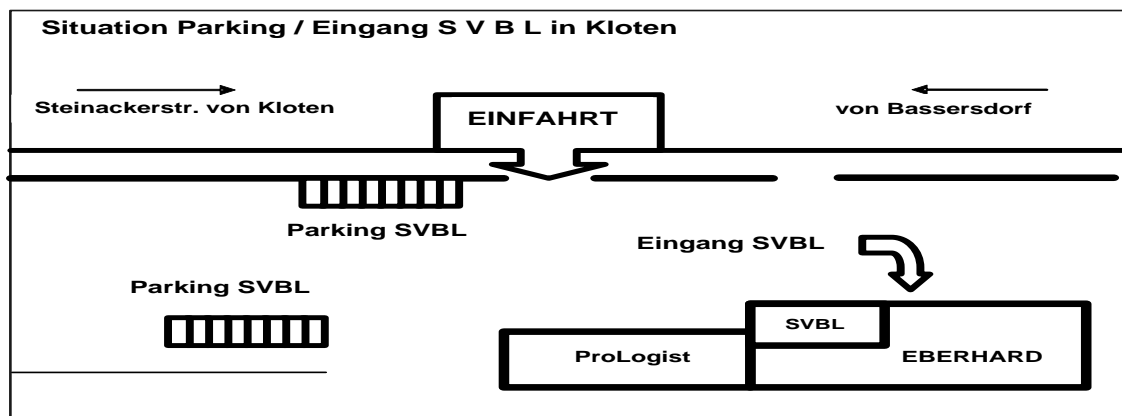 Situation Parking / Eingang S V B L in Kloten
Steinackerstr. von Kloten
EINFAHRT
von Bassersdorf
Parking SVBL
Eingang SVBL
Parking SVBL
SVBL
ProLogist
EBERHARD